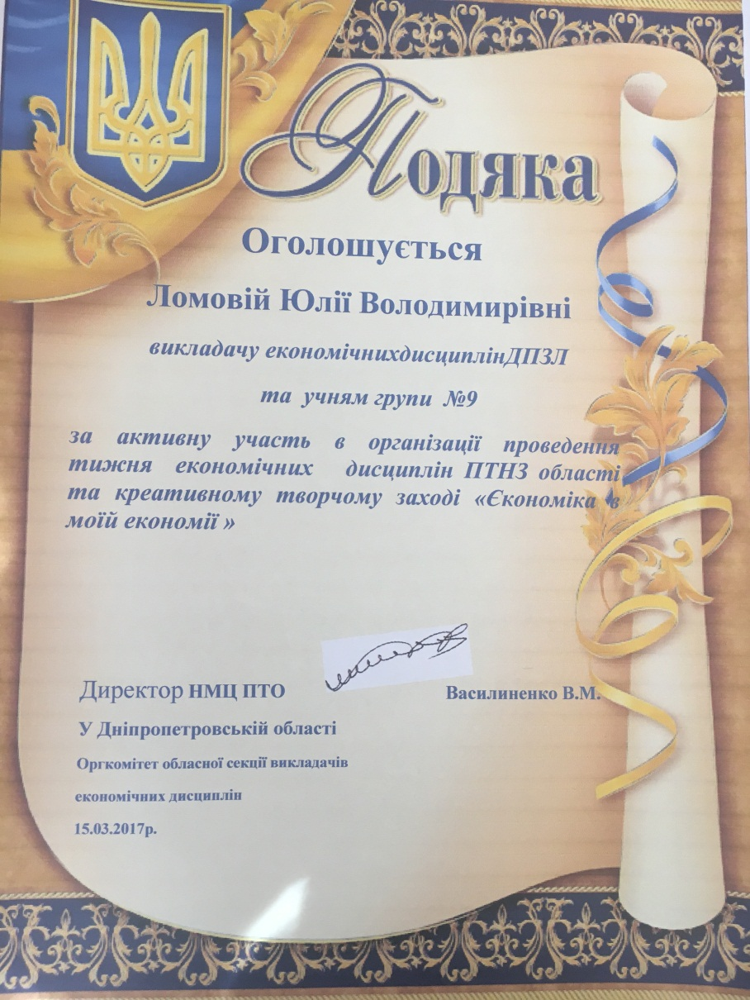 Подяка
Оголошується
Ломовій Юлії Володимирівні
викладачу економічнихдисциплінДПЗЛ
та учням групи №9
за активну участь в організації проведення
тижня економічних дисциплін ПТНЗ області
та креативному творчому заході «Єкономіка в
моїй економії »
Директор НМЦ ПТО Василиненко В.М.
У Дніпропетровській області
Оргкомітет обласної секції викладачів
економічних дисциплін
15.03.2017р.